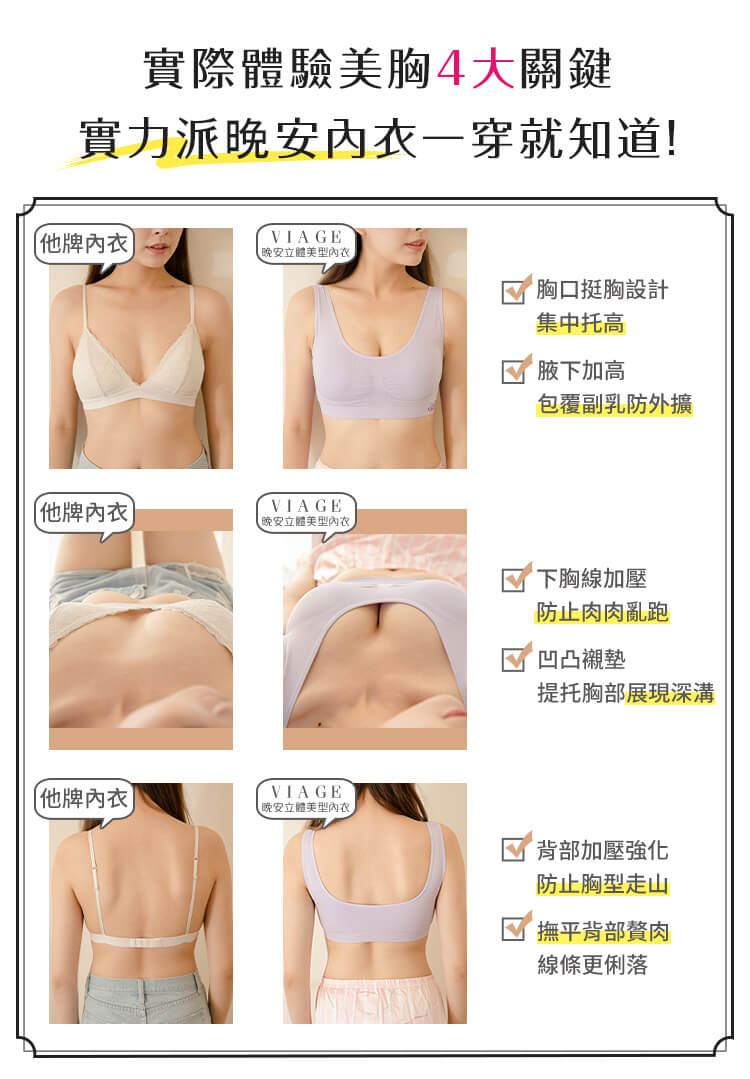 實際體驗美胸4大關鍵
實力派晚安內衣一穿就知道!
他牌內衣
VIAGE
晚安立體美型內衣
胸口挺胸設計
集中托高
腋下加高
包覆副乳防外擴
他牌內衣
VIAGE
晚安立體美型內衣
下胸線加壓
防止肉肉亂跑
凹凸襯墊
提托胸部展現深溝
他牌內衣
VIAGE
晚安立體美型內衣
背部加壓強化
防止胸型走山
撫平背部贅肉
線條更俐落